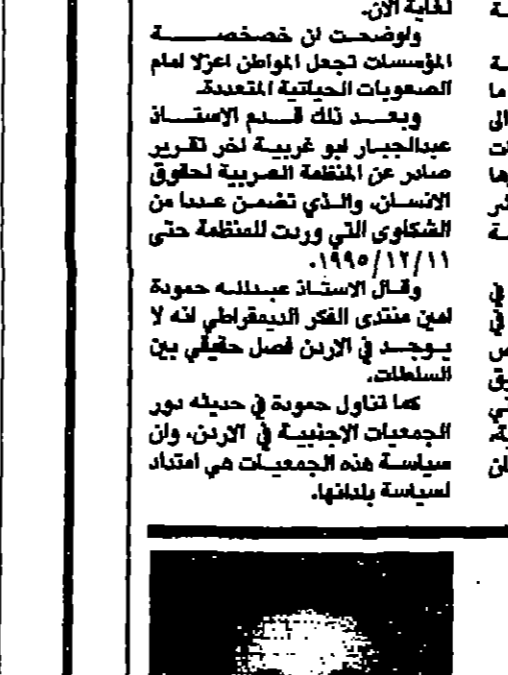 لغاية الآن.
واوضحت ان خصخصة
المؤسسات تجعل المواطن اعزلا امام
الصعوبات الحياتية المتعددة.
وبعد ذلك قدم الاستاذ
عبدالجبار ابو غربية اخر تقرير
صادر عن المنظمة العربية لحقوق
الانسان، والذي تضمن عددا من
الشكاوي التي وردت للمنظمة حتى
١٩٩٥/١٢/١١.
وقال الاستاذ عبدالله حمودة
امين منتدى الفكر الديمقراطي انه لا
يوجد في الاردن فصل حقيقي بين
السلطات.
كما تناول حمودة في حديثه دور
الجمعيات الاجنبية في الاردن، وان
سياسة هذه الجمعيات هي امتداد
لسياسة بلدانها.